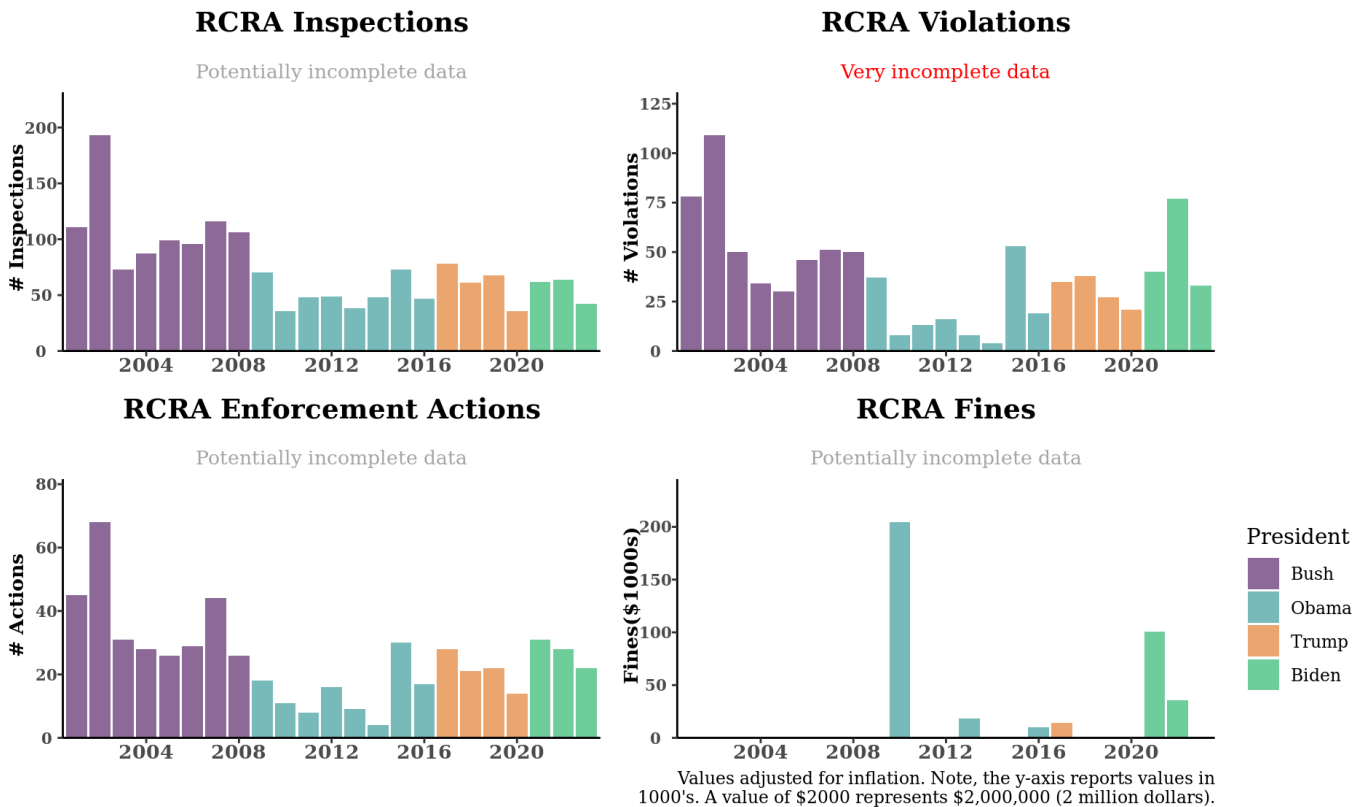 RCRA Inspections
Potentially incomplete data
# Inspections
200
150
100
50
0
2004 2008 2012 2016 2020
RCRA Violations
Very incomplete data
# Violations
125
100
75
50
25
0
2004 2008 2012 2016 2020
RCRA Enforcement Actions
Potentially incomplete data
# Actions
80
60
40
20
0
2004 2008 2012 2016 2020
RCRA Fines
Potentially incomplete data
Fines($1000s)
200
150
100
50
0
2004 2008 2012 2016 2020
Values adjusted for inflation. Note, the y-axis reports values in
1000's. A value of $2000 represents $2,000,000 (2 million dollars).
President
Bush
Obama
Trump
Biden